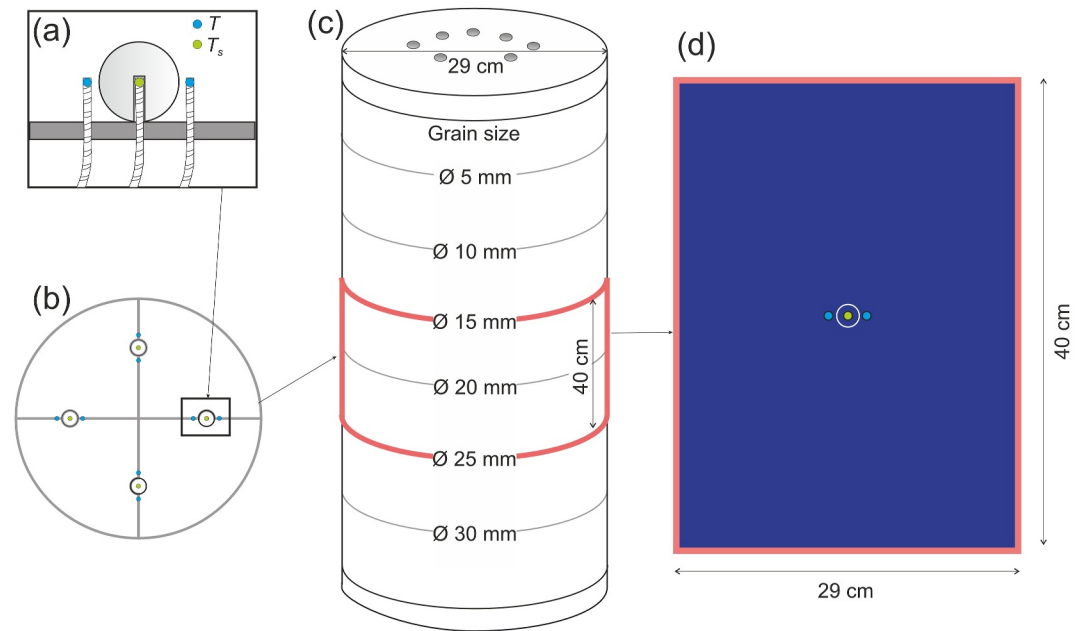 (a)
T
Ts
(b)
(c)
29 cm
Grain size
Ø 5 mm
Ø 10 mm
Ø 15 mm
40 cm
Ø 20 mm
Ø 25 mm
Ø 30 mm
(d)
40 cm
29 cm